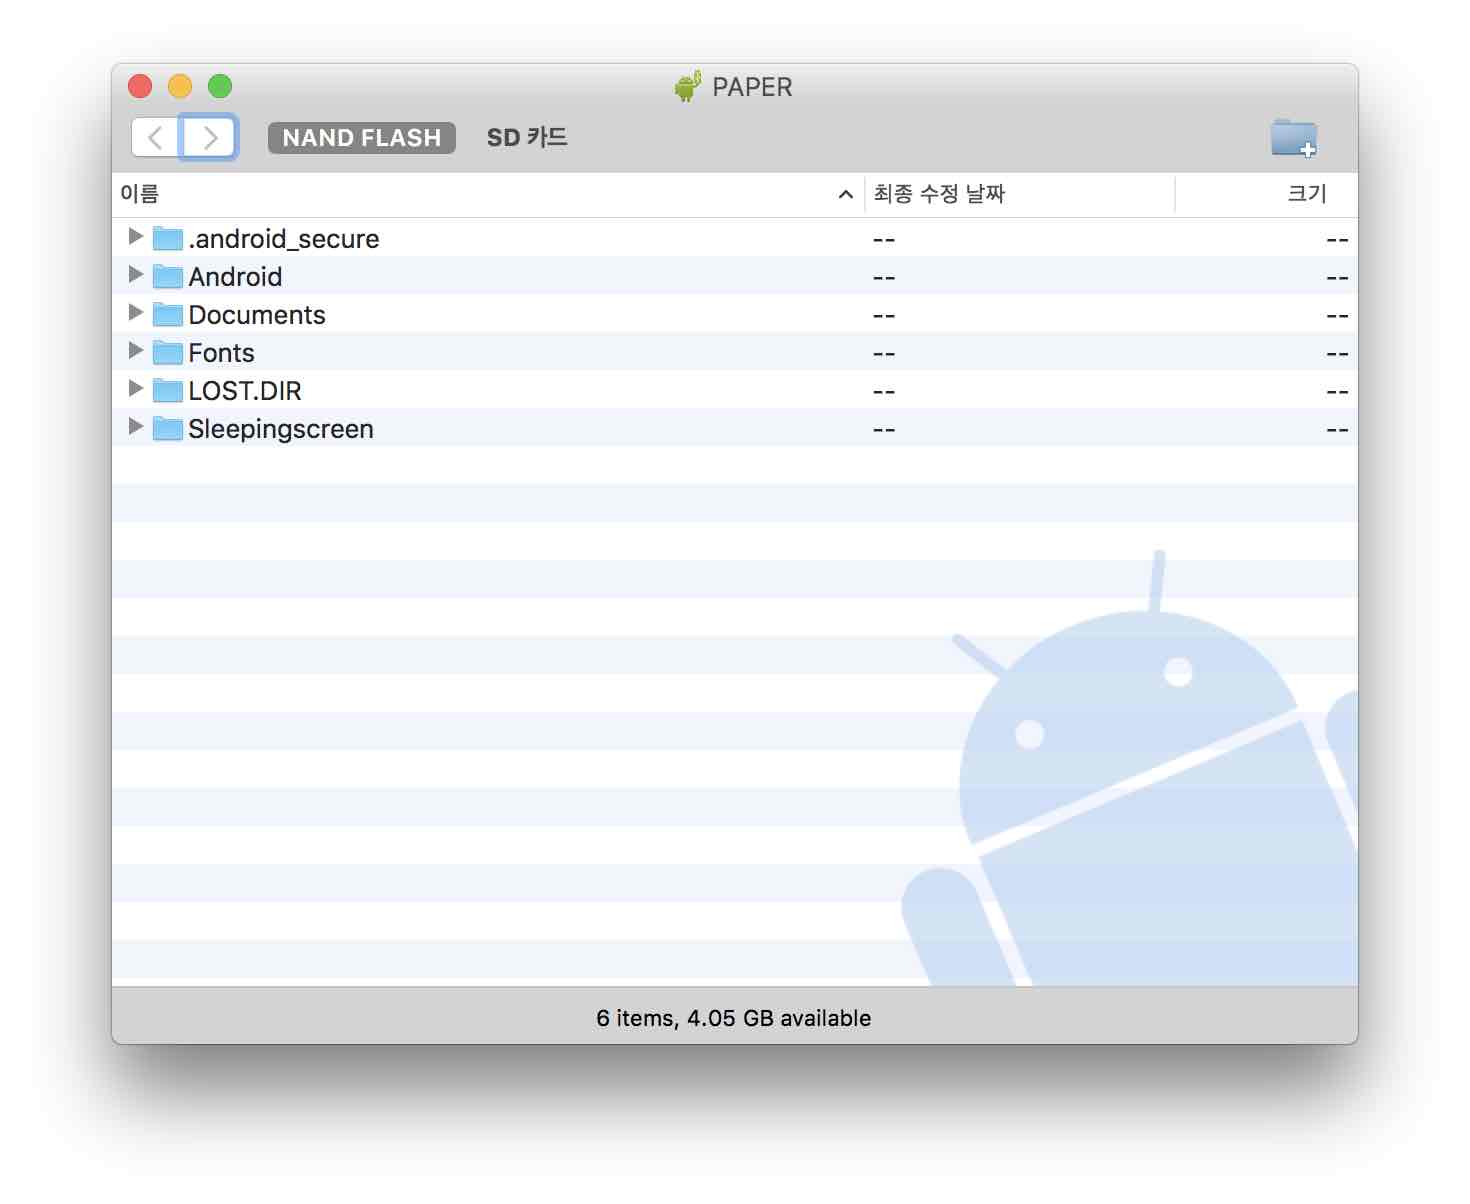 PAPER
NAND FLASH SD 카드
이름 최종 수정 날짜 크기
.android_secure -- --
Android -- --
Documents -- --
Fonts -- --
LOST.DIR -- --
Sleepingscreen -- --
6 items, 4.05 GB available